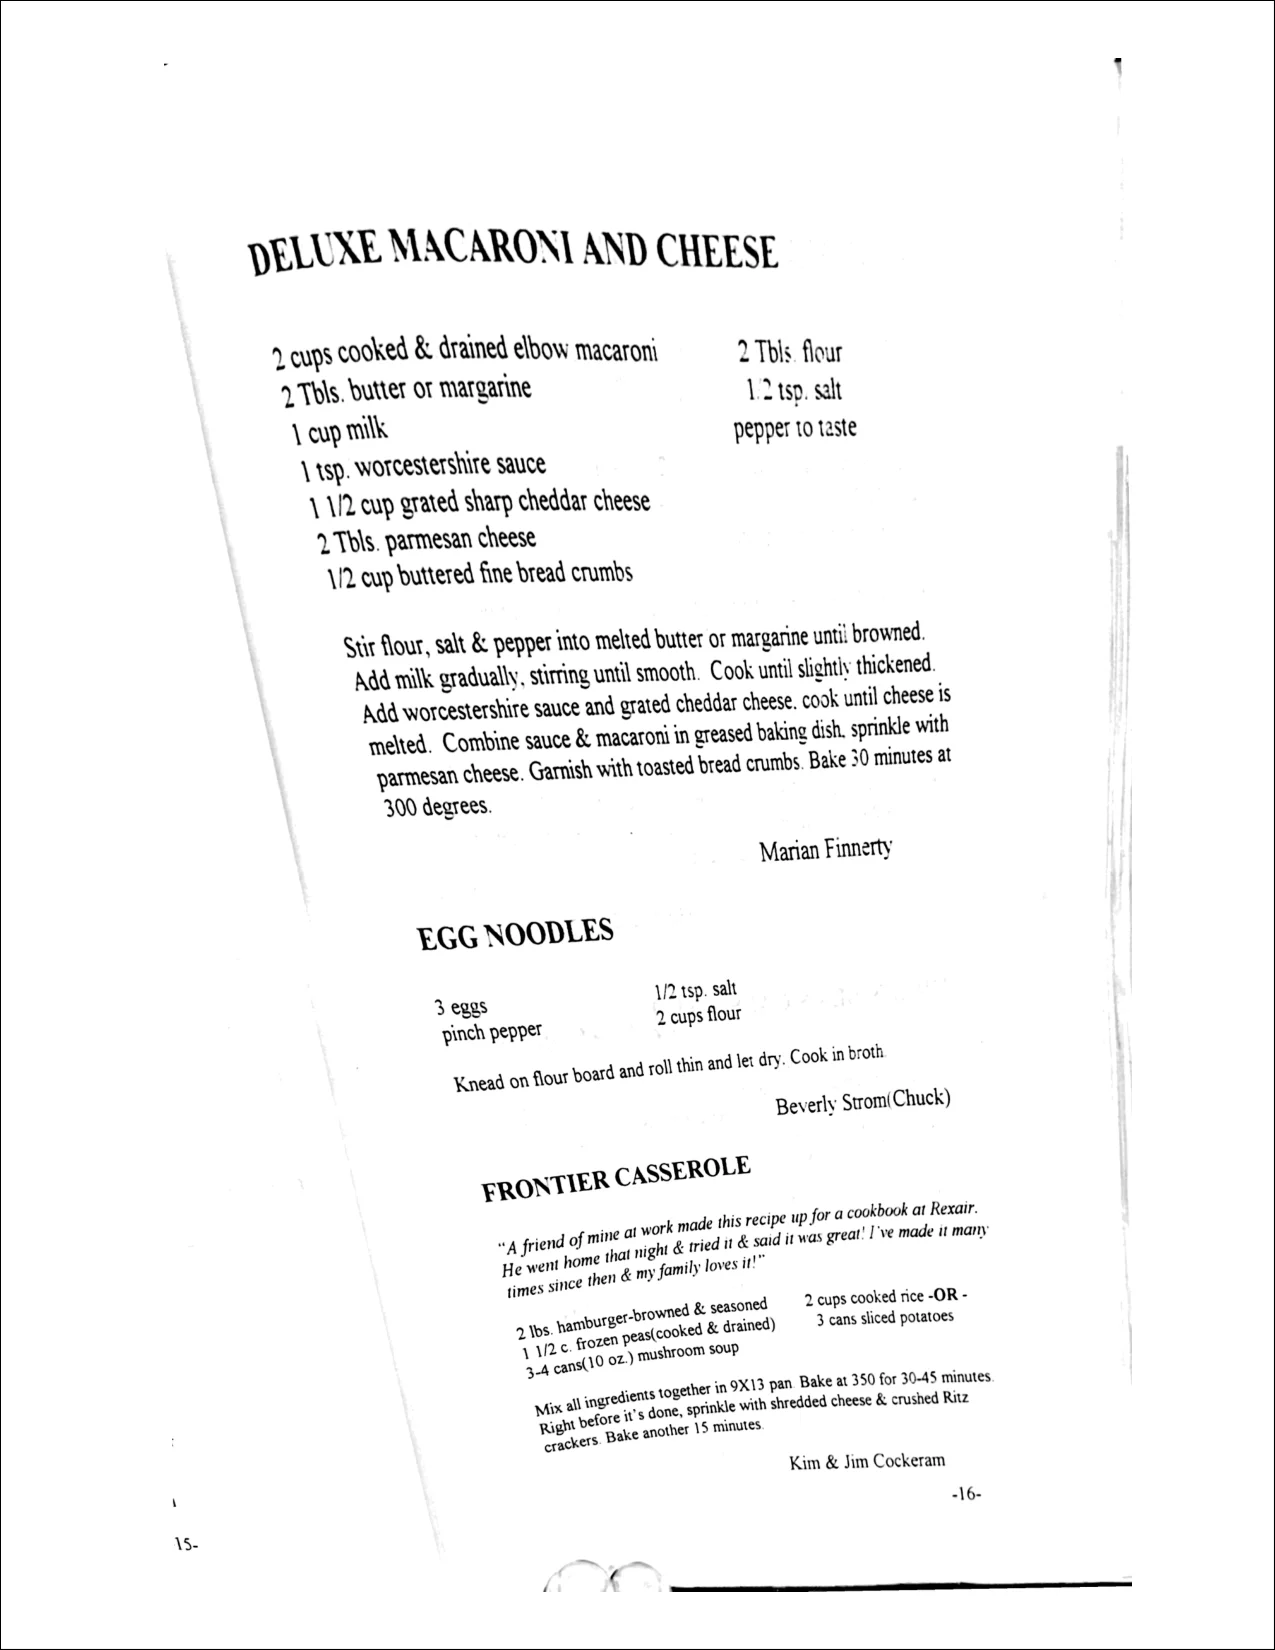 DELUXE MACARONI AND CHEESE
2 cups cooked & drained elbow macaroni 2 Tbls. flour
2 Tbls. butter or margarine 1/2 tsp. salt
1 cup milk pepper to taste
1 tsp. worcestershire sauce
1 1/2 cup grated sharp cheddar cheese
2 Tbls. parmesan cheese
1/2 cup buttered fine bread crumbs
Stir flour, salt & pepper into melted butter or margarine until browned.
Add milk gradually, stirring until smooth. Cook until slightly thickened.
Add worcestershire sauce and grated cheddar cheese, cook until cheese is
melted. Combine sauce & macaroni in greased baking dish, sprinkle with
parmesan cheese. Garnish with toasted bread crumbs. Bake 30 minutes at
300 degrees.
Marian Finnerty
EGG NOODLES
3 eggs 1/2 tsp. salt
pinch pepper 2 cups flour
Knead on flour board and roll thin and let dry. Cook in broth.
Beverly Strom(Chuck)
FRONTIER CASSEROLE
"A friend of mine at work made this recipe up for a cookbook at Rexair.
He went home that night & tried it & said it was great! I've made it many
times since then & my family loves it!"
2 lbs. hamburger-browned & seasoned 2 cups cooked rice -OR -
1 1/2 c. frozen peas(cooked & drained) 3 cans sliced potatoes
3-4 cans(10 oz.) mushroom soup
Mix all ingredients together in 9X13 pan. Bake at 350 for 30-45 minutes.
Right before it's done, sprinkle with shredded cheese & crushed Ritz
crackers. Bake another 15 minutes.
Kim & Jim Cockeram
-16-
15-